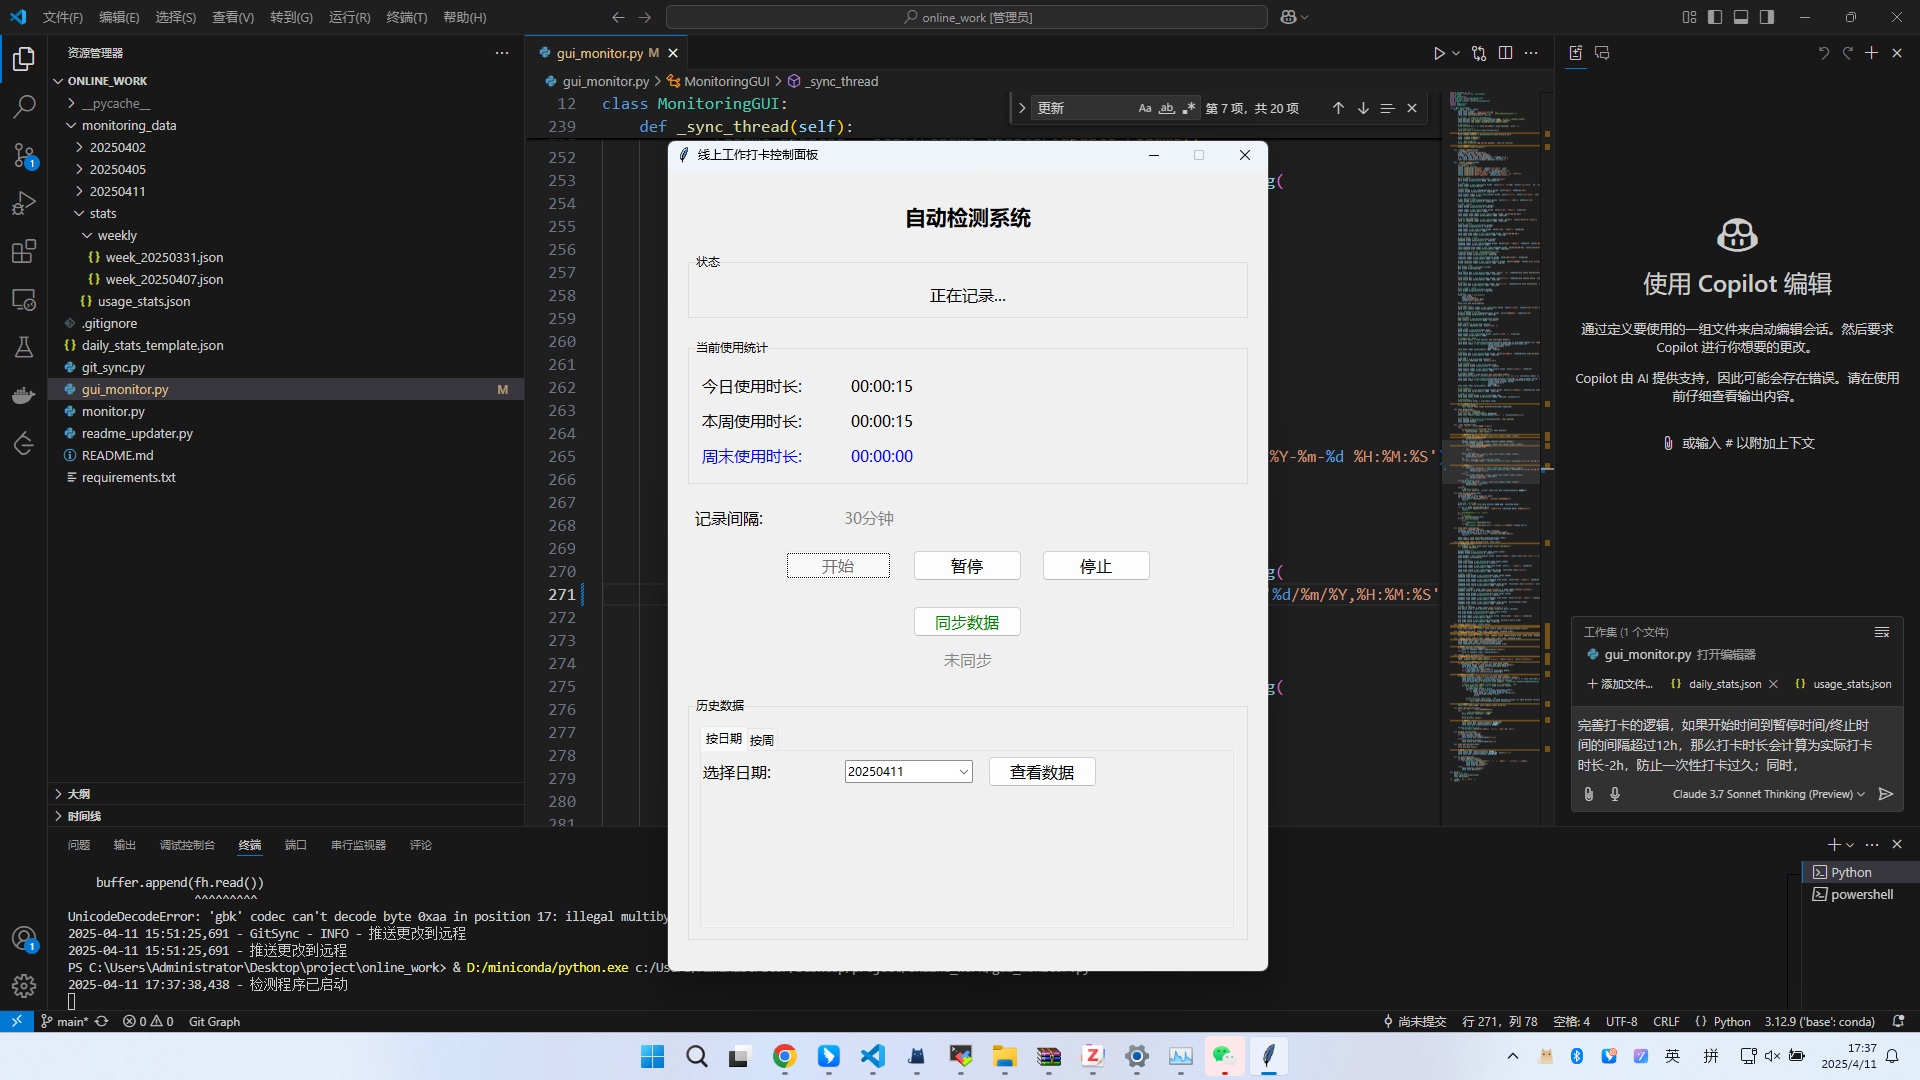 文件(F) 编辑(E) 选择(S) 查看(V) 转到(G) 运行(R) 终端(T) 帮助(H)
online_work [管理员]
资源管理器
ONLINE_WORK
__pycache__
monitoring_data
20250402
20250405
20250411
stats
weekly
week_20250331.json
week_20250407.json
usage_stats.json
.gitignore
daily_stats_template.json
git_sync.py
gui_monitor.py M
monitor.py
readme_updater.py
README.md
requirements.txt
大纲
时间线
gui_monitor.py M
gui_monitor.py > MonitoringGUI > _sync_thread
12 class MonitoringGUI:
239 def _sync_thread(self):
更新
第 7 项，共 20 项
252
253 g(
254
255
256
257
258
259
260
261
262
263
264
265 %Y-%m-%d %H:%M:%S'
266
267
268
269
270 g(
271 %d/%m/%Y,%H:%M:%S'
272
273
274
275 g(
276
277
278
279
280
281
线上工作打卡控制面板
自动检测系统
状态
正在记录...
当前使用统计
今日使用时长: 00:00:15
本周使用时长: 00:00:15
周末使用时长: 00:00:00
记录间隔: 30分钟
开始 暂停 停止
同步数据
未同步
历史数据
按日期 按周
选择日期: 20250411 查看数据
使用 Copilot 编辑
通过定义要使用的一组文件来启动编辑会话。然后要求
Copilot 进行你想要的更改。
Copilot 由 AI 提供支持，因此可能会存在错误。请在使用
前仔细查看输出内容。
或输入 # 以附加上下文
工作集 (1 个文件)
gui_monitor.py 打开编辑器
添加文件... daily_stats.json usage_stats.json
完善打卡的逻辑，如果开始时间到暂停时间/终止时
间的间隔超过12h，那么打卡时长会计算为实际打卡
时长-2h，防止一次性打卡过久；同时，
Claude 3.7 Sonnet Thinking (Preview)
问题 输出 调试控制台 终端 端口 串行监视器 评论
buffer.append(fh.read())
^^^^^^^^^
UnicodeDecodeError: 'gbk' codec can't decode byte 0xaa in position 17: illegal multiby
2025-04-11 15:51:25,691 - GitSync - INFO - 推送更改到远程
2025-04-11 15:51:25,691 - 推送更改到远程
PS C:\Users\Administrator\Desktop\project\online_work> & D:/miniconda/python.exe
2025-04-11 17:37:38,438 - 检测程序已启动
Python
powershell
main* 0 0 Git Graph
尚未提交 行 271，列 78 空格: 4 UTF-8 CRLF Python 3.12.9 ('base': conda)
英 拼
17:37
2025/4/11